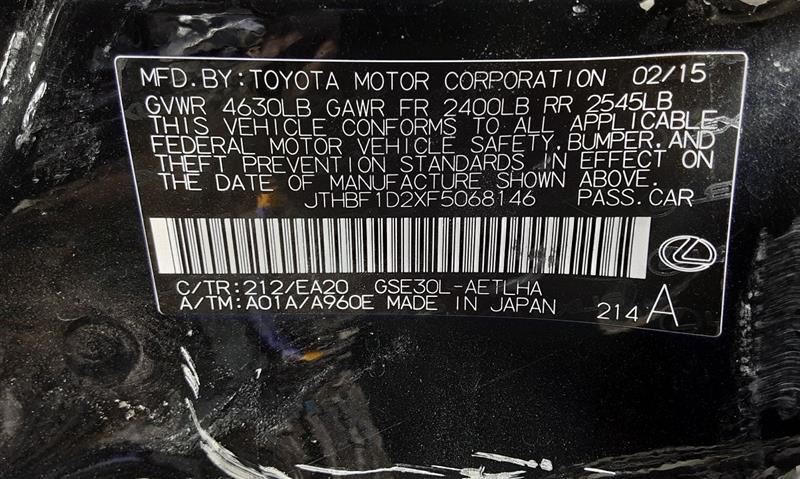 MFD. BY: TOYOTA MOTOR CORPORATION 02/15
GVWR 4630LB GAWR FR 2400LB RR 2545LB
THIS VEHICLE CONFORMS TO ALL APPLICABLE
FEDERAL MOTOR VEHICLE SAFETY, BUMPER, AND
THEFT PREVENTION STANDARDS IN EFFECT ON
THE DATE OF MANUFACTURE SHOWN ABOVE.
JTHBF1D2XF5068146 PASS. CAR
C/TR: 212/EA20 GSE30L-AETLHA
A/TM: A01A/A960E MADE IN JAPAN 214 A